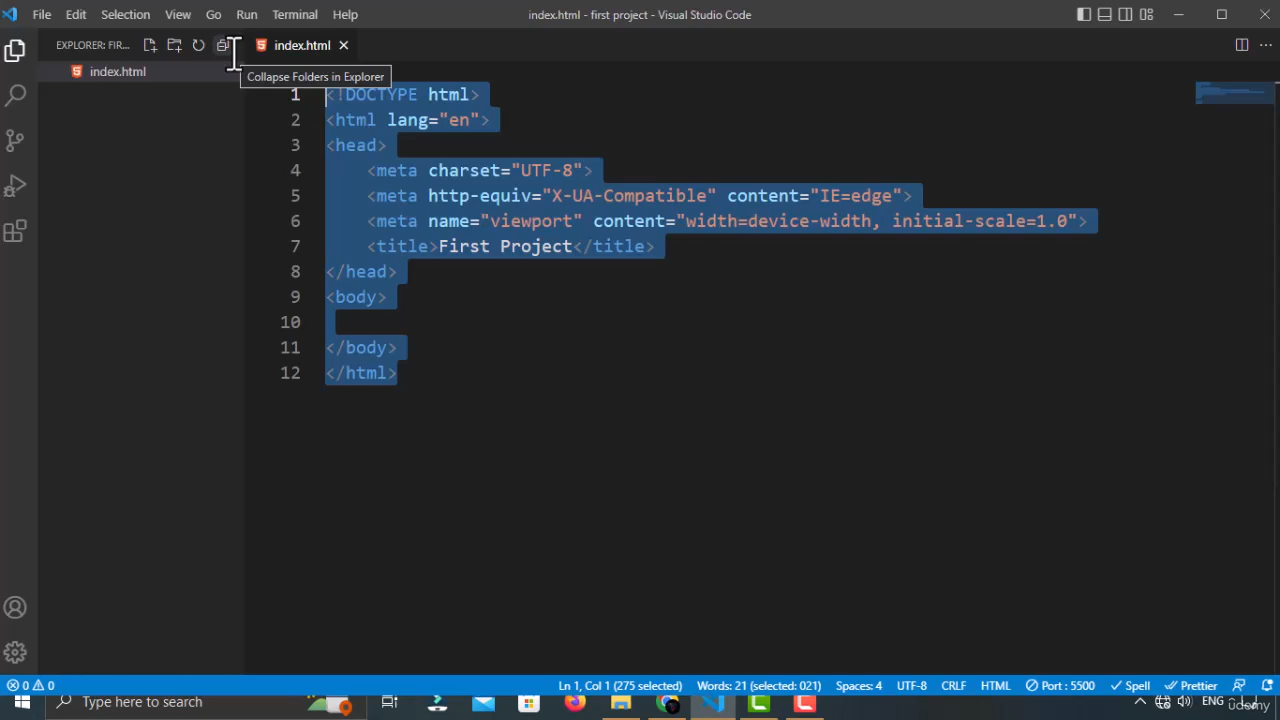 File Edit Selection View Go Run Terminal Help index.html - first project - Visual Studio Code
EXPLORER: FIR... index.html
index.html
Collapse Folders in Explorer
1 <!DOCTYPE html>
2 <html lang="en">
3 <head>
4 <meta charset="UTF-8">
5 <meta http-equiv="X-UA-Compatible" content="IE=edge">
6 <meta name="viewport" content="width=device-width, initial-scale=1.0">
7 <title>First Project</title>
8 </head>
9 <body>
10
11 </body>
12 </html>
0 0 Ln 1, Col 1 (275 selected) Words: 21 (selected: 021) Spaces: 4 UTF-8 CRLF HTML Port : 5500 Spell Prettier
Type here to search ENG
udemy